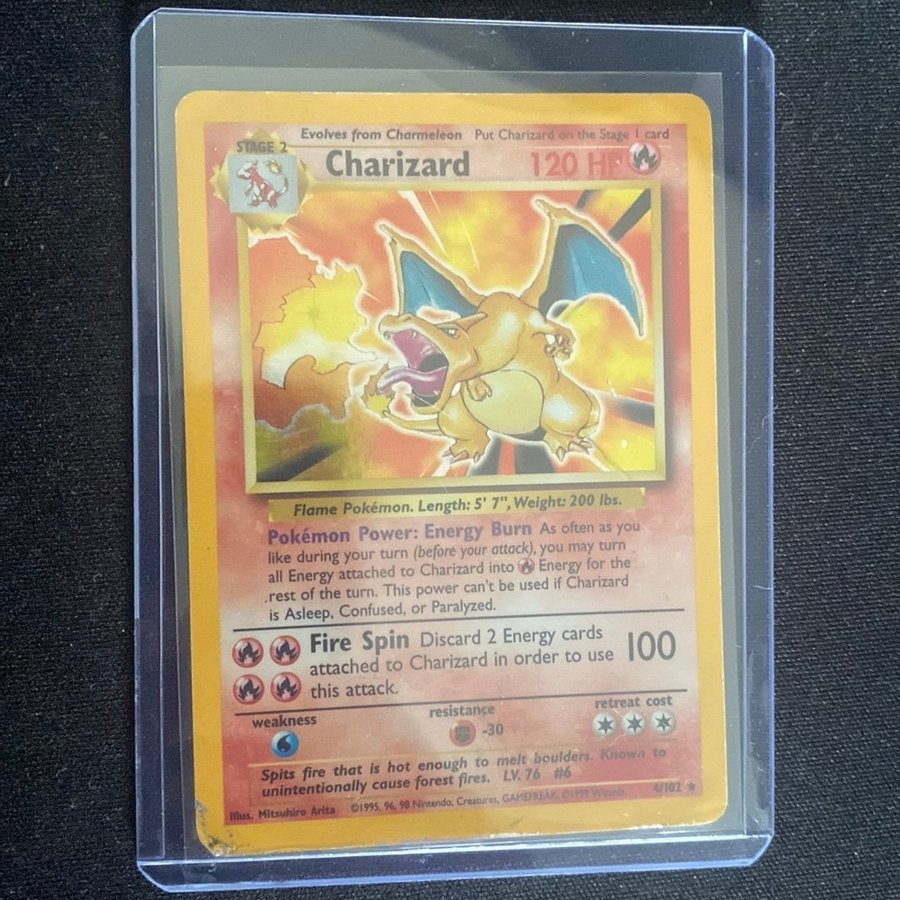 Evolves from Charmeleon Put Charizard on the Stage 1 card
STAGE 2
Charizard 120 HP
Flame Pokémon. Length: 5' 7", Weight: 200 lbs.
Pokémon Power: Energy Burn As often as you
like during your turn (before your attack), you may turn
all Energy attached to Charizard into Energy for the
rest of the turn. This power can't be used if Charizard
is Asleep, Confused, or Paralyzed.
Fire Spin Discard 2 Energy cards
attached to Charizard in order to use 100
this attack.
weakness resistance retreat cost
-30
Spits fire that is hot enough to melt boulders. Known to
unintentionally cause forest fires. LV. 76 #6
Illus. Mitsuhiro Arita ©1995, 96, 98 Nintendo, Creatures, GAMEFREAK. ©1999 Wizards. 4/102 ★